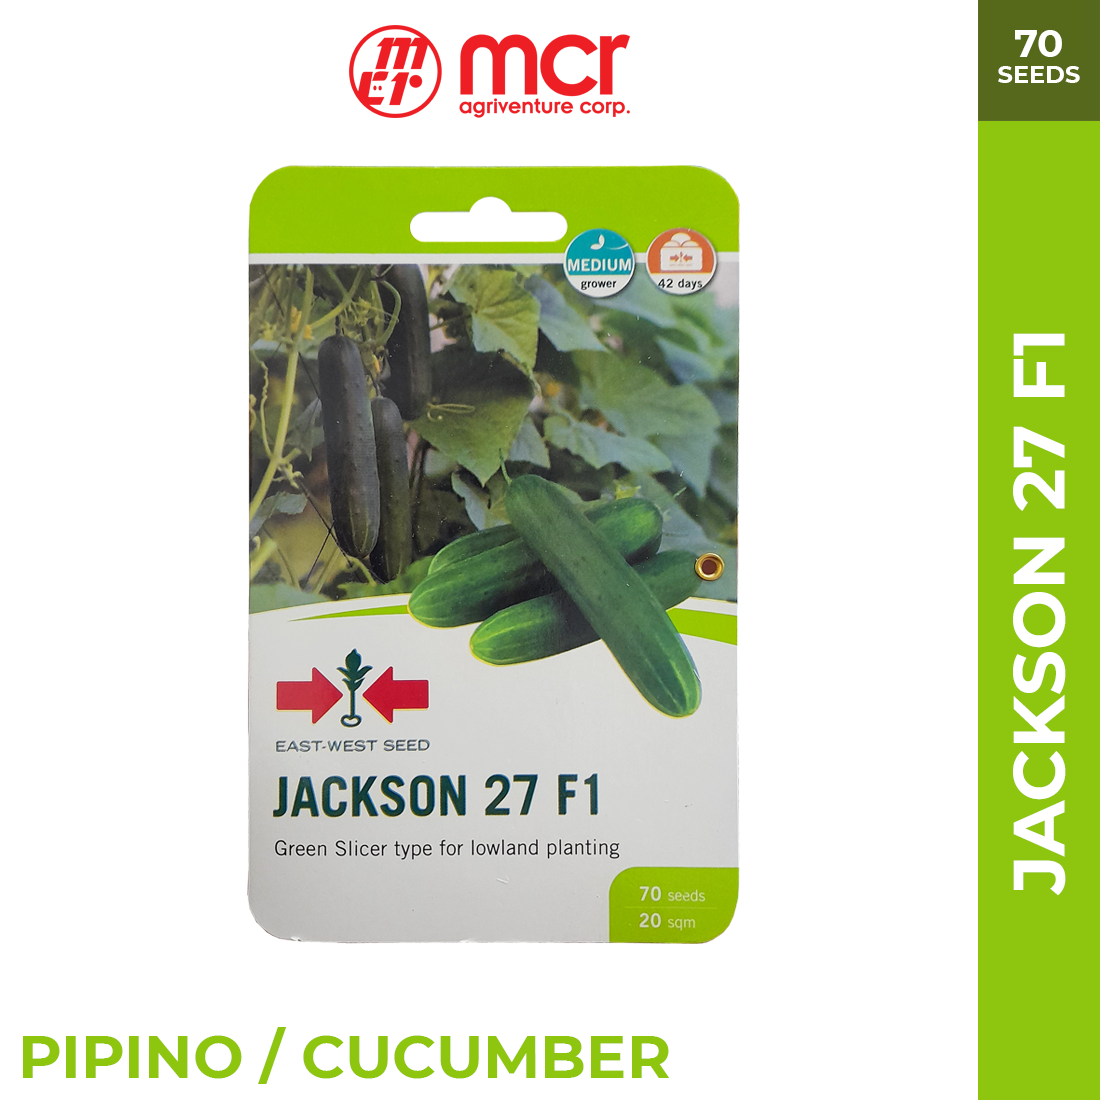 mcr
mcr
agriventure corp.
70
SEEDS
MEDIUM
grower
42 days
EAST-WEST SEED
JACKSON 27 F1
Green Slicer type for lowland planting
70 seeds
20 sqm
JACKSON 27 F1
PIPINO / CUCUMBER